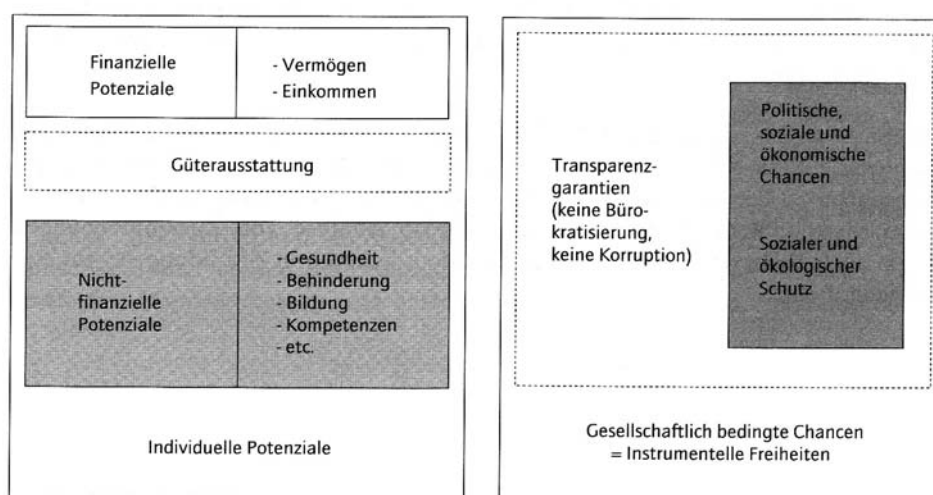 Finanzielle
Potenziale
- Vermögen
- Einkommen
Güterausstattung
Nicht-
finanzielle
Potenziale
- Gesundheit
- Behinderung
- Bildung
- Kompetenzen
- etc.
Individuelle Potenziale
Transparenz-
garantien
(keine Büro-
kratisierung,
keine Korruption)
Politische,
soziale und
ökonomische
Chancen
Sozialer und
ökologischer
Schutz
Gesellschaftlich bedingte Chancen
= Instrumentelle Freiheiten